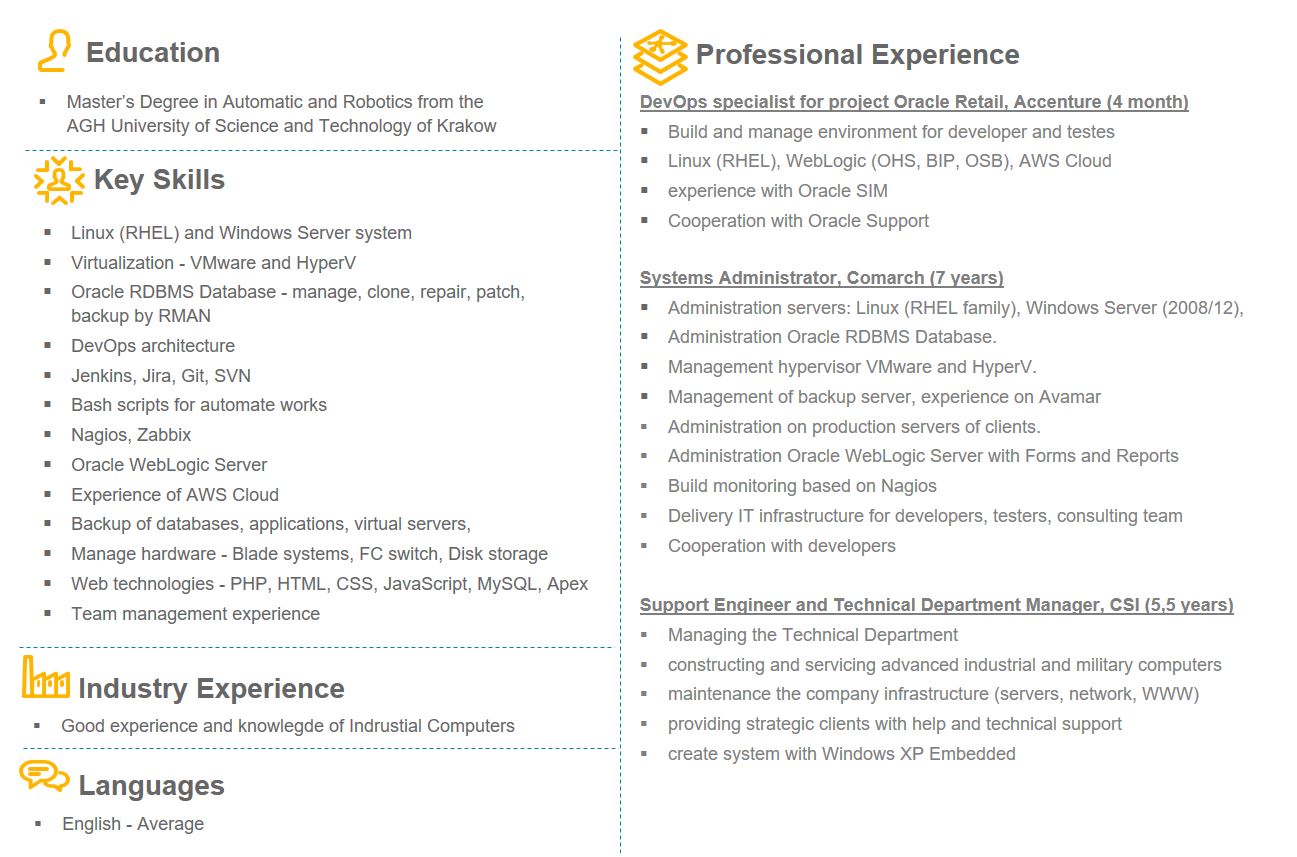 Education
▪ Master’s Degree in Automatic and Robotics from the
AGH University of Science and Technology of Krakow
Key Skills
▪ Linux (RHEL) and Windows Server system
▪ Virtualization - VMware and HyperV
▪ Oracle RDBMS Database - manage, clone, repair, patch,
backup by RMAN
▪ DevOps architecture
▪ Jenkins, Jira, Git, SVN
▪ Bash scripts for automate works
▪ Nagios, Zabbix
▪ Oracle WebLogic Server
▪ Experience of AWS Cloud
▪ Backup of databases, applications, virtual servers,
▪ Manage hardware - Blade systems, FC switch, Disk storage
▪ Web technologies - PHP, HTML, CSS, JavaScript, MySQL, Apex
▪ Team management experience
Industry Experience
▪ Good experience and knowlegde of Indrustial Computers
Languages
▪ English - Average
Professional Experience
DevOps specialist for project Oracle Retail, Accenture (4 month)
▪ Build and manage environment for developer and testes
▪ Linux (RHEL), WebLogic (OHS, BIP, OSB), AWS Cloud
▪ experience with Oracle SIM
▪ Cooperation with Oracle Support
Systems Administrator, Comarch (7 years)
▪ Administration servers: Linux (RHEL family), Windows Server (2008/12),
▪ Administration Oracle RDBMS Database.
▪ Management hypervisor VMware and HyperV.
▪ Management of backup server, experience on Avamar
▪ Administration on production servers of clients.
▪ Administration Oracle WebLogic Server with Forms and Reports
▪ Build monitoring based on Nagios
▪ Delivery IT infrastructure for developers, testers, consulting team
▪ Cooperation with developers
Support Engineer and Technical Department Manager, CSI (5,5 years)
▪ Managing the Technical Department
▪ constructing and servicing advanced industrial and military computers
▪ maintenance the company infrastructure (servers, network, WWW)
▪ providing strategic clients with help and technical support
▪ create system with Windows XP Embedded